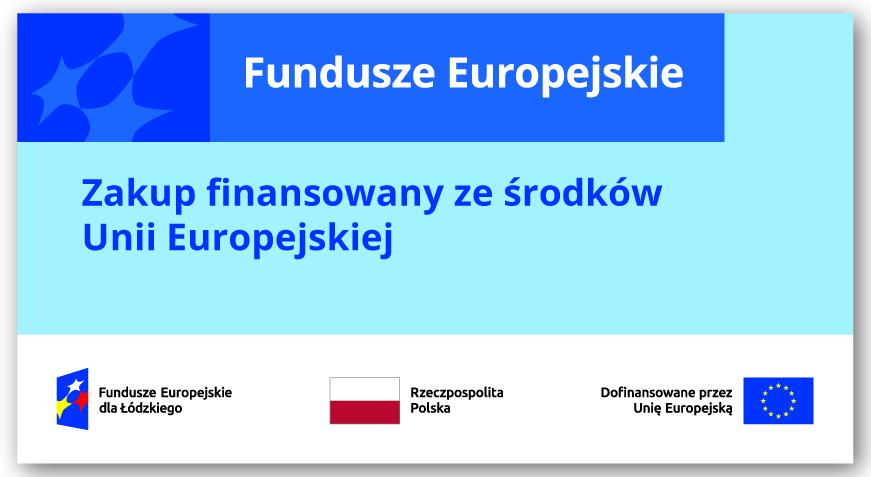 Fundusze Europejskie
Zakup finansowany ze środków
Unii Europejskiej
Fundusze Europejskie
dla Łódzkiego
Rzeczpospolita
Polska
Dofinansowane przez
Unię Europejską